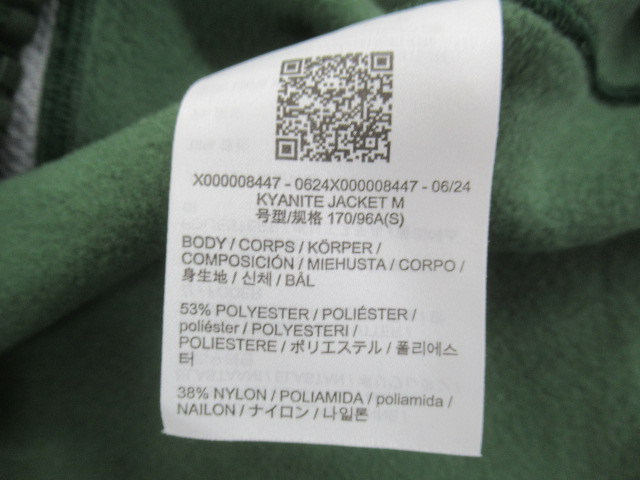 X000008447 - 0624X000008447 - 06/24
KYANITE JACKET M
号型/规格 170/96A(S)
BODY / CORPS / KÖRPER /
COMPOSICIÓN / MIEHUSTA / CORPO /
身生地 / 신체 / BÁL
53% POLYESTER / POLIÉSTER /
poliéster / POLYESTERI /
POLIESTERE / ポリエステル / 폴리에스
터
38% NYLON / POLIAMIDA / poliamida /
NAILON / ナイロン / 나일론